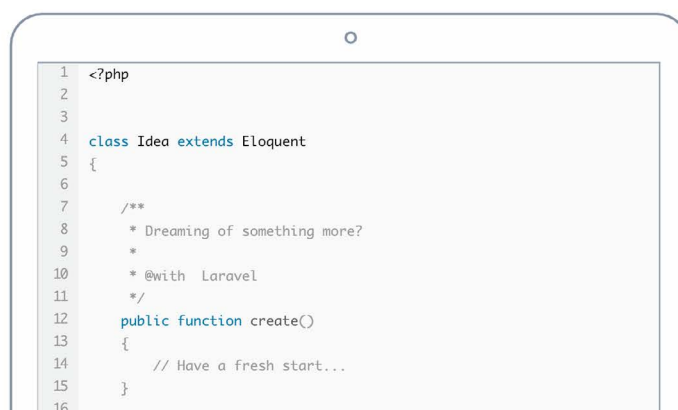 1 <?php
2
3
4 class Idea extends Eloquent
5 {
6
7     /**
8      * Dreaming of something more?
9      *
10      * @with  Laravel
11      */
12     public function create()
13     {
14         // Have a fresh start...
15     }
16